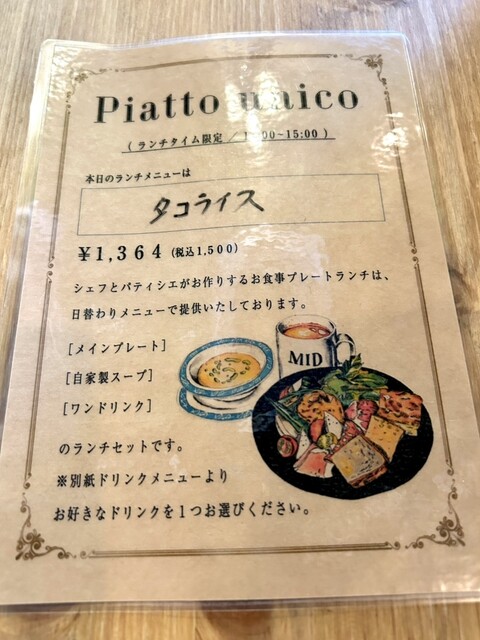 Piatto unico
(ランチタイム限定 / 00~15:00)
本日のランチメニューは
タコライス
¥1,364 (税込1,500)
シェフとパティシエがお作りするお食事プレートランチは、
日替わりメニューで提供いたしております。
[メインプレート]
[自家製スープ]
[ワンドリンク]
MID
のランチセットです。
※別紙ドリンクメニューより
お好きなドリンクを1つお選びください。